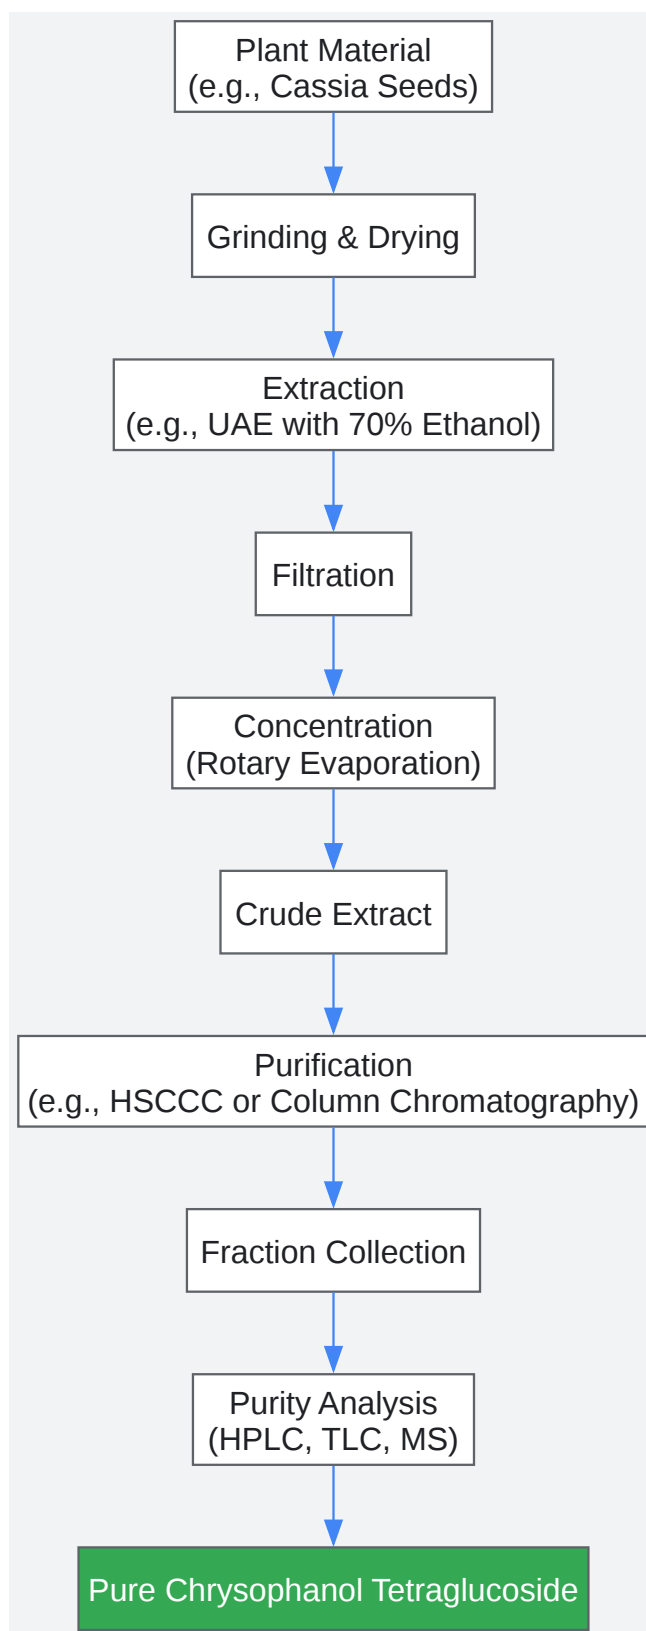 Plant Material
(e.g., Cassia Seeds)
Grinding & Drying
Extraction
(e.g., UAE with 70% Ethanol)
Filtration
Concentration
(Rotary Evaporation)
Crude Extract
Purification
(e.g., HSCCC or Column Chromatography)
Fraction Collection
Purity Analysis
(HPLC, TLC, MS)
Pure Chrysophanol Tetraglucoside